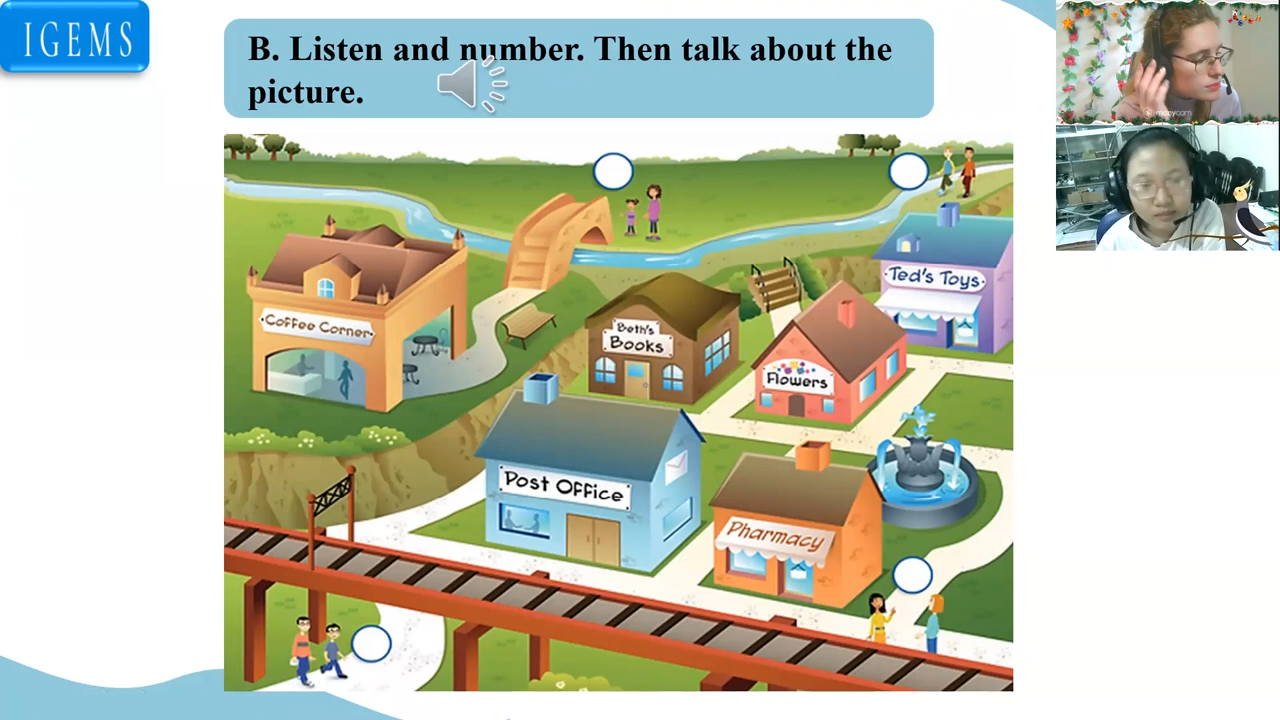 IGEMS
B. Listen and number. Then talk about the
picture.
Coffee Corner
Beth's
Books
Ted's Toys
Flowers
Post Office
Pharmacy
manycam